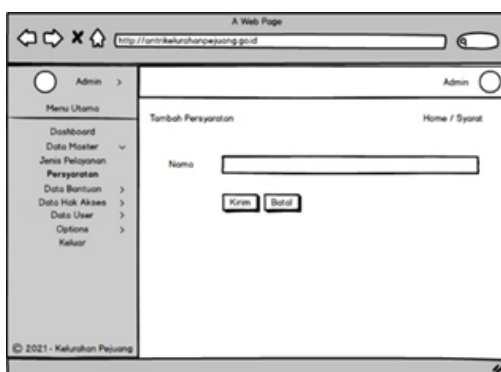 A Web Page
http://antrikelurahanpejuang.go.id
Admin >
Menu Utama
Dashboard
Data Master
Jenis Pelayanan
Persyaratan
Data Bantuan >
Data Hak Akses >
Data User >
Options >
Keluar
© 2021 - Kelurahan Pejuang
Admin
Tambah Persyaratan
Home / Syarat
Nama
Kirim Batal